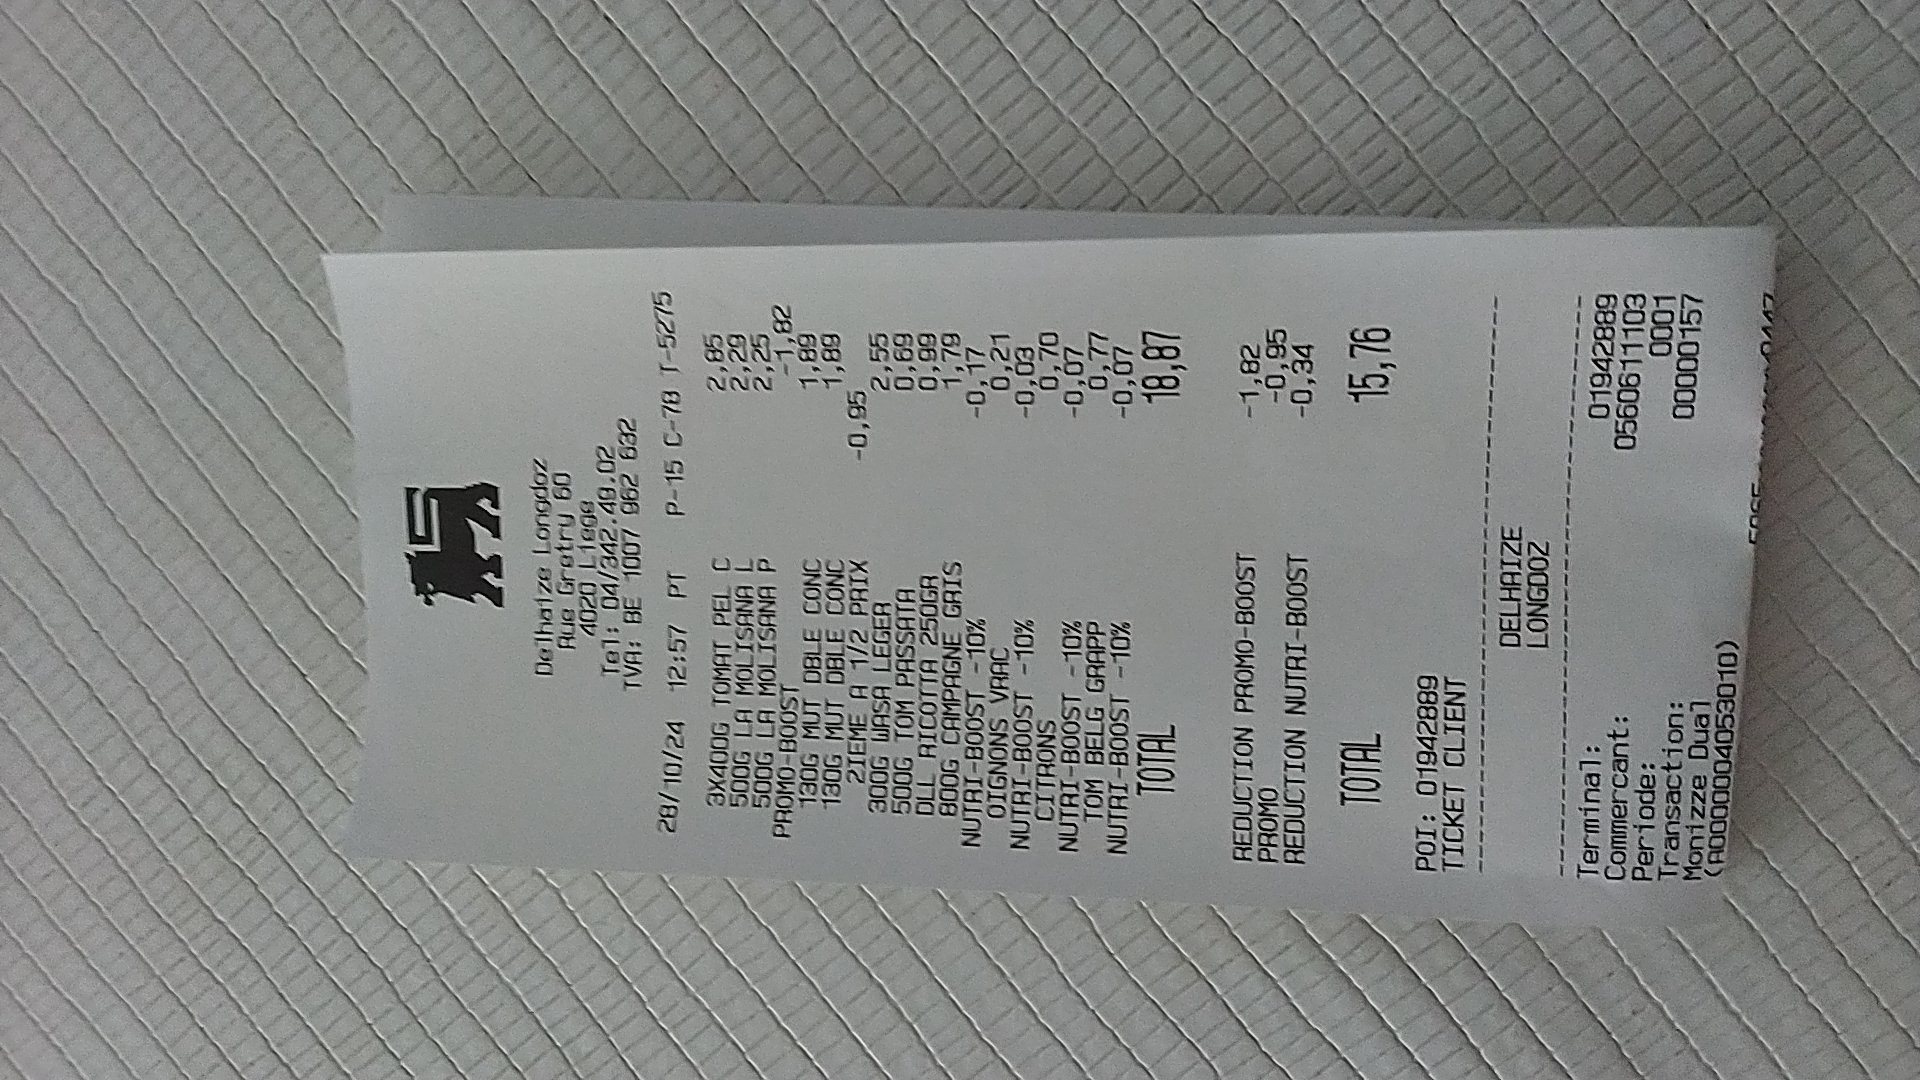 Delhaize Longdoz
Rue Gretry 60
4020 Liege
Tel: 04/342.49.02
TVA: BE 1007 962 632
28/10/24 12:57 PT P-15 C-78 T-5275
3X400G TOMAT PEL C 2,85
500G LA MOLISANA L 2,29
500G LA MOLISANA P 2,25
PROMO-BOOST -1,82
130G MUT DBLE CONC 1,89
130G MUT DBLE CONC 1,89
2IEME A 1/2 PRIX -0,95
300G WASA LEGER 2,55
500G TOM PASSATA 0,69
DLL RICOTTA 250GR 0,99
800G CAMPAGNE GRIS 1,79
NUTRI-BOOST -10% -0,17
OIGNONS VRAC 0,21
NUTRI-BOOST -10% -0,03
CITRONS 0,70
NUTRI-BOOST -10% -0,07
TOM BELG GRAPP 0,77
NUTRI-BOOST -10% -0,07
TOTAL 18,87
REDUCTION PROMO-BOOST -1,82
PROMO -0,95
REDUCTION NUTRI-BOOST -0,34
TOTAL 15,76
POI: 01942889
TICKET CLIENT
--------------------------------
DELHAIZE
LONGDOZ
--------------------------------
Terminal: 01942889
Commercant: 0560611103
Periode: 0001
Transaction: 00000157
Monizze Dual
(A00000040053010)